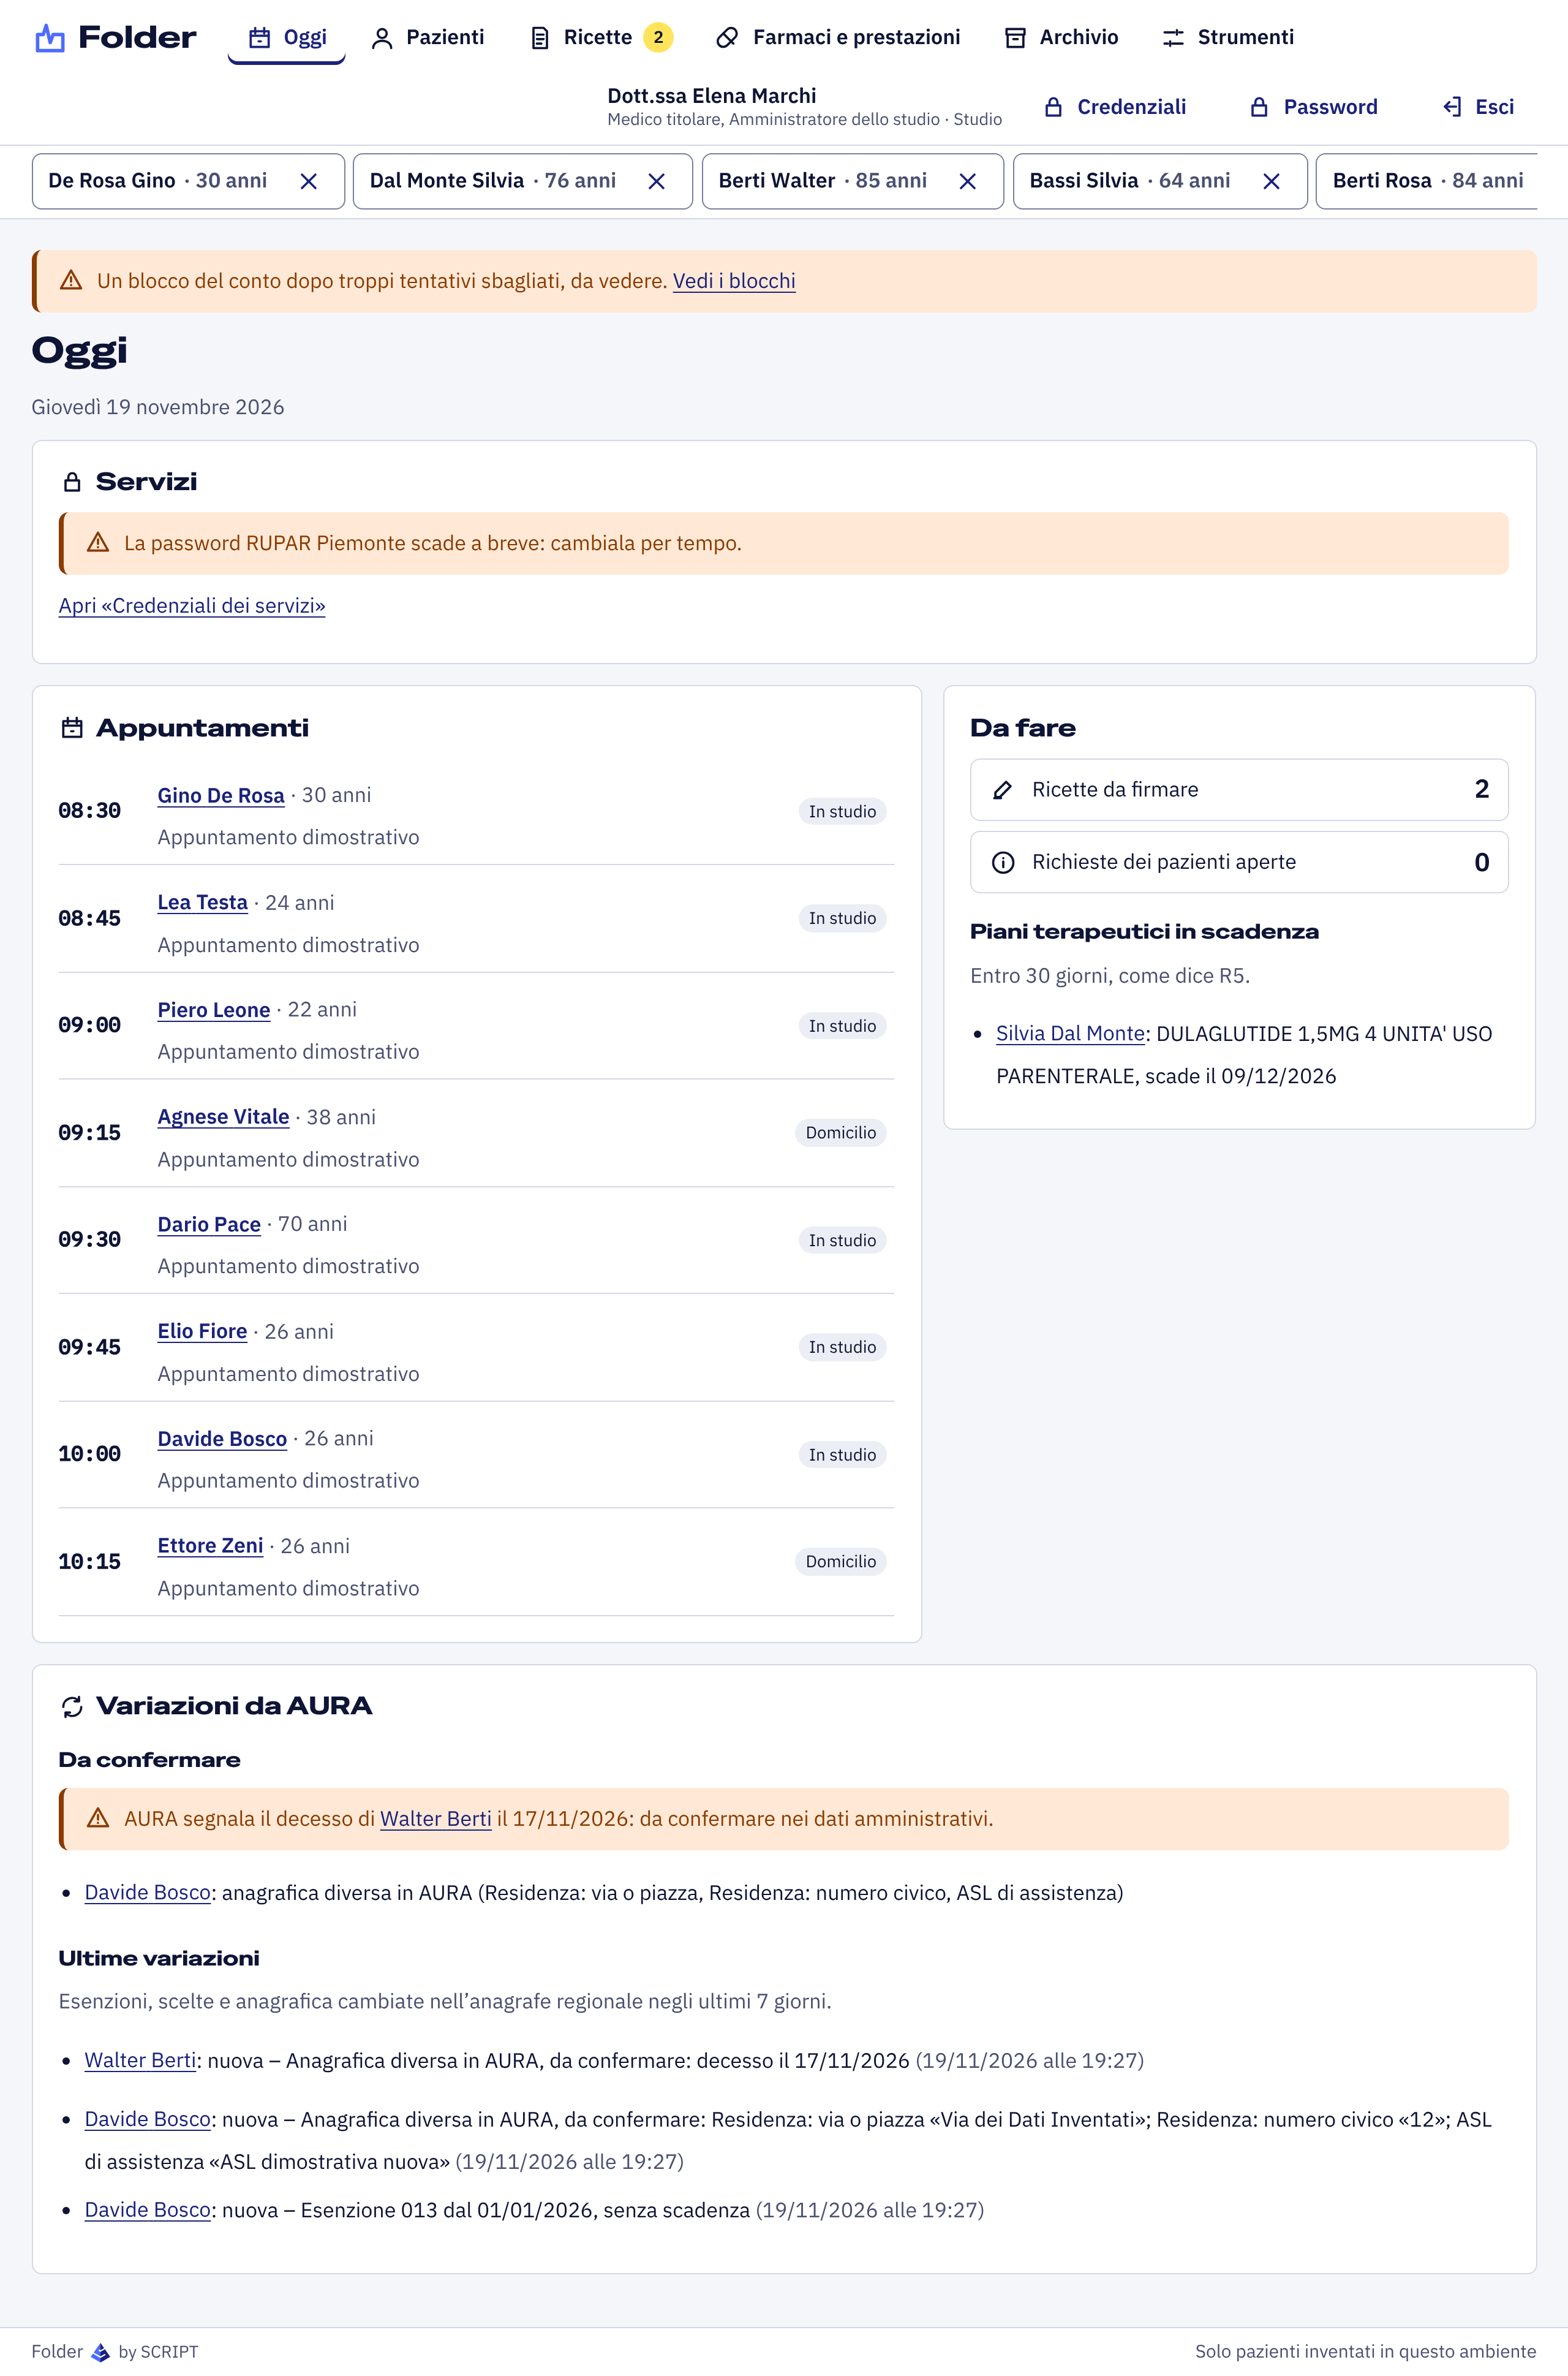 Folder
Oggi
Pazienti
Ricette 2
Farmaci e prestazioni
Archivio
Strumenti
Dott.ssa Elena Marchi
Medico titolare, Amministratore dello studio · Studio
Credenziali
Password
Esci
De Rosa Gino · 30 anni
Dal Monte Silvia · 76 anni
Berti Walter · 85 anni
Bassi Silvia · 64 anni
Berti Rosa · 84 anni
Un blocco del conto dopo troppi tentativi sbagliati, da vedere. Vedi i blocchi
Oggi
Giovedì 19 novembre 2026
Servizi
La password RUPAR Piemonte scade a breve: cambiala per tempo.
Apri «Credenziali dei servizi»
Appuntamenti
08:30
Gino De Rosa · 30 anni
Appuntamento dimostrativo
In studio
08:45
Lea Testa · 24 anni
Appuntamento dimostrativo
In studio
09:00
Piero Leone · 22 anni
Appuntamento dimostrativo
In studio
09:15
Agnese Vitale · 38 anni
Appuntamento dimostrativo
Domicilio
09:30
Dario Pace · 70 anni
Appuntamento dimostrativo
In studio
09:45
Elio Fiore · 26 anni
Appuntamento dimostrativo
In studio
10:00
Davide Bosco · 26 anni
Appuntamento dimostrativo
In studio
10:15
Ettore Zeni · 26 anni
Appuntamento dimostrativo
Domicilio
Da fare
Ricette da firmare 2
Richieste dei pazienti aperte 0
Piani terapeutici in scadenza
Entro 30 giorni, come dice R5.
• Silvia Dal Monte: DULAGLUTIDE 1,5MG 4 UNITA' USO
PARENTERALE, scade il 09/12/2026
Variazioni da AURA
Da confermare
AURA segnala il decesso di Walter Berti il 17/11/2026: da confermare nei dati amministrativi.
• Davide Bosco: anagrafica diversa in AURA (Residenza: via o piazza, Residenza: numero civico, ASL di assistenza)
Ultime variazioni
Esenzioni, scelte e anagrafica cambiate nell’anagrafe regionale negli ultimi 7 giorni.
• Walter Berti: nuova – Anagrafica diversa in AURA, da confermare: decesso il 17/11/2026 (19/11/2026 alle 19:27)
• Davide Bosco: nuova – Anagrafica diversa in AURA, da confermare: Residenza: via o piazza «Via dei Dati Inventati»; Residenza: numero civico «12»; ASL
di assistenza «ASL dimostrativa nuova» (19/11/2026 alle 19:27)
• Davide Bosco: nuova – Esenzione 013 dal 01/01/2026, senza scadenza (19/11/2026 alle 19:27)
Folder by SCRIPT
Solo pazienti inventati in questo ambiente